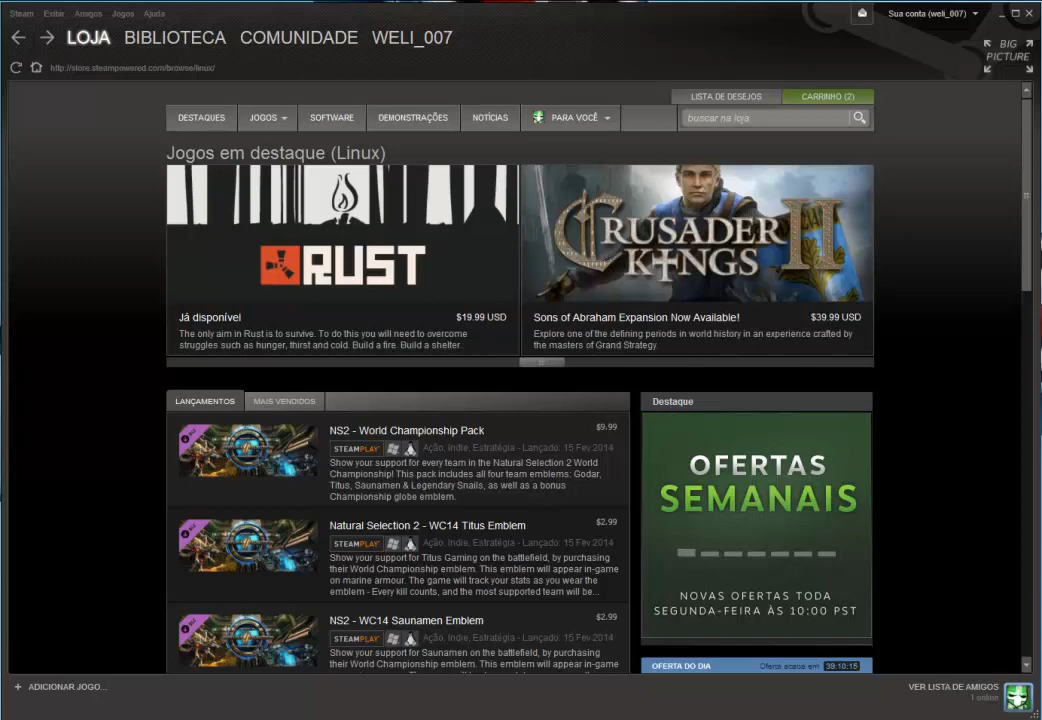 Steam Exibir Amigos Jogos Ajuda
Sua conta (weli_007)
LOJA BIBLIOTECA COMUNIDADE WELI_007
BIG
PICTURE
http://store.steampowered.com/browse/linux/
LISTA DE DESEJOS CARRINHO (2)
DESTAQUES JOGOS SOFTWARE DEMONSTRAÇÕES NOTÍCIAS PARA VOCÊ
buscar na loja
Jogos em destaque (Linux)
RUST
CRUSADER
KINGS II
Já disponível $19.99 USD
The only aim in Rust is to survive. To do this you will need to overcome
struggles such as hunger, thirst and cold. Build a fire. Build a shelter.
Sons of Abraham Expansion Now Available! $39.99 USD
Explore one of the defining periods in world history in an experience crafted by
the masters of Grand Strategy
LANÇAMENTOS MAIS VENDIDOS
NS2 - World Championship Pack $9.99
STEAMPLAY Ação, Indie, Estratégia - Lançado: 15 Fev 2014
Show your support for every team in the Natural Selection 2 World
Championship! This pack includes all four team emblems: Godar,
Titus, Saunamen & Legendary Snails, as well as a bonus
Championship globe emblem.
Natural Selection 2 - WC14 Titus Emblem $2.99
STEAMPLAY Ação, Indie, Estratégia - Lançado: 15 Fev 2014
Show your support for Titus Gaming on the battlefield, by purchasing
their World Championship emblem. This emblem will appear in-game
on marine armour. The game will track your stats as you wear the
emblem - Every kill counts, and the most supported team will be...
NS2 - WC14 Saunamen Emblem $2.99
STEAMPLAY Ação, Indie, Estratégia - Lançado: 15 Fev 2014
Show your support for Saunamen on the battlefield, by purchasing
their World Championship emblem. This emblem will appear in-game
Destaque
OFERTAS
SEMANAIS
NOVAS OFERTAS TODA
SEGUNDA-FEIRA ÀS 10:00 PST
OFERTA DO DIA Oferta acaba em 39:10:15
+ ADICIONAR JOGO...
VER LISTA DE AMIGOS
1 online